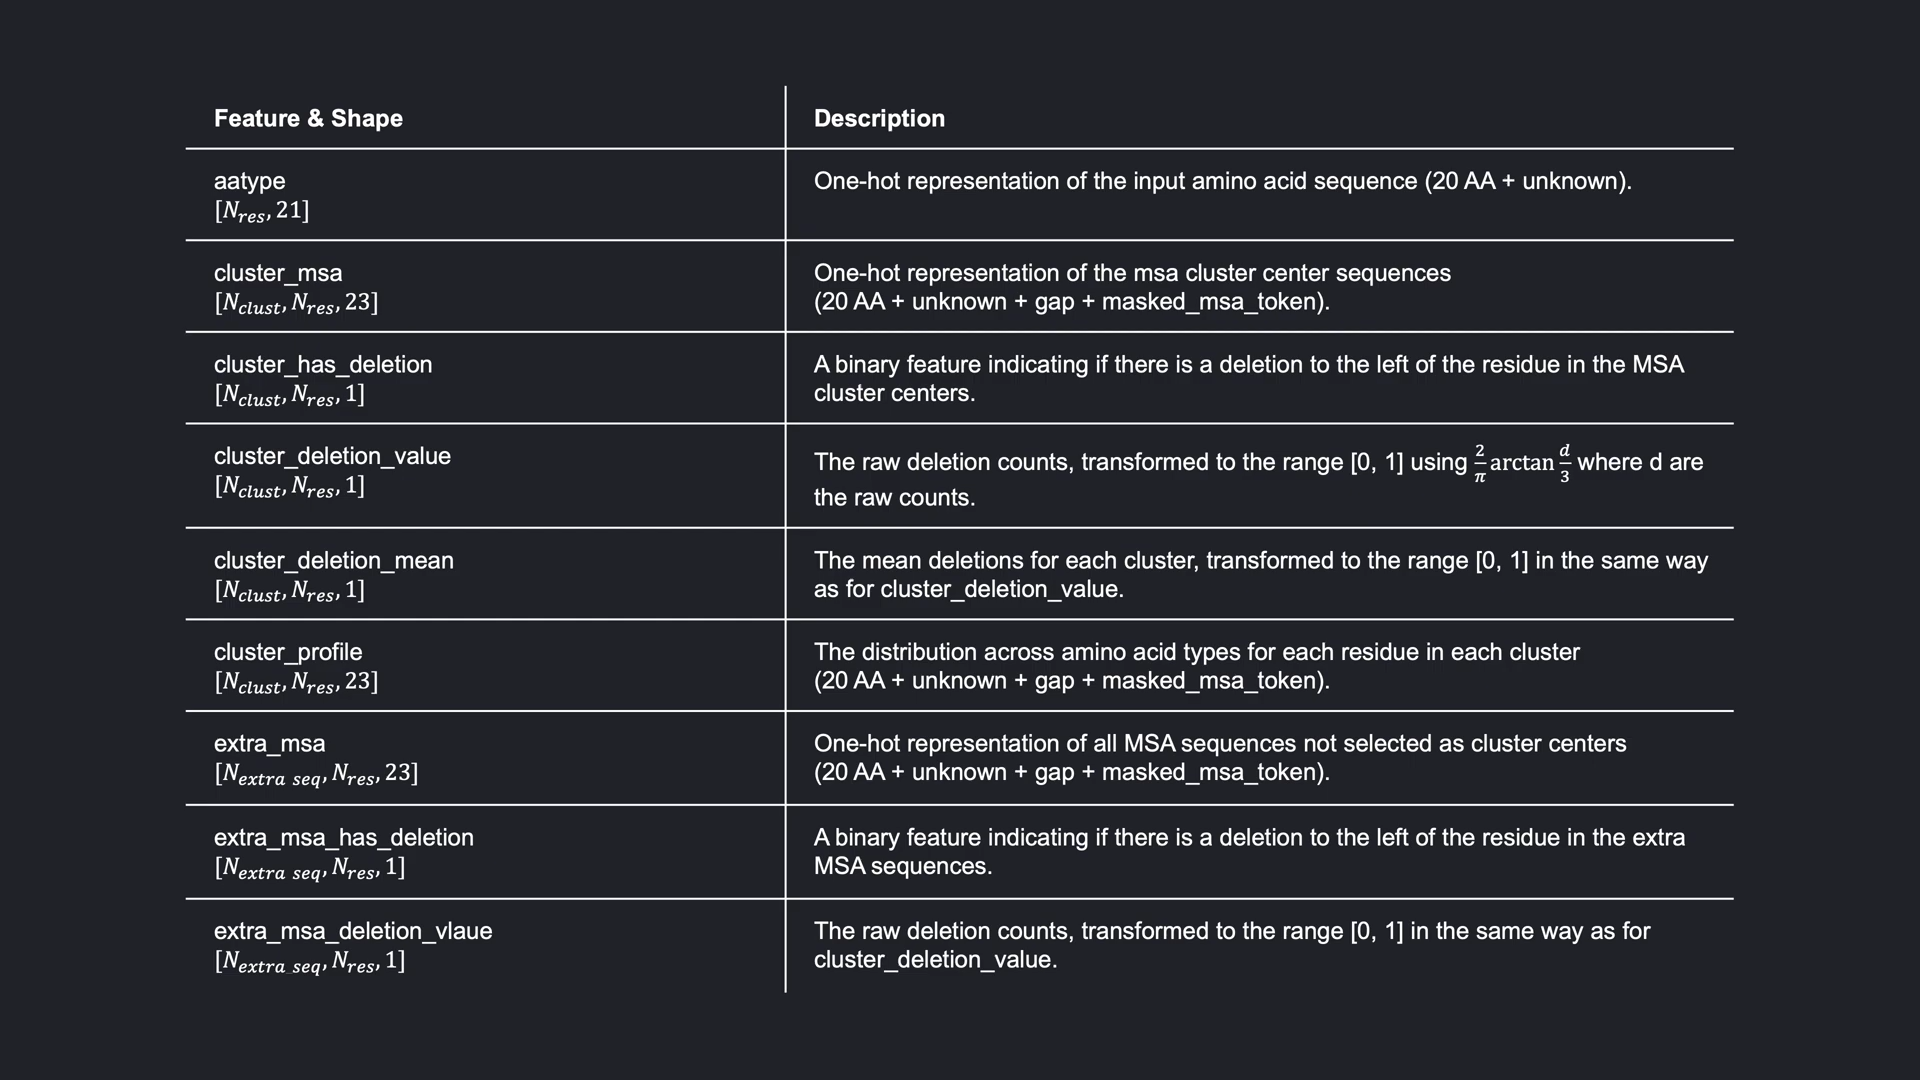 Feature & Shape
Description
aatype
[N_res, 21]
One-hot representation of the input amino acid sequence (20 AA + unknown).
cluster_msa
[N_clust, N_res, 23]
One-hot representation of the msa cluster center sequences
(20 AA + unknown + gap + masked_msa_token).
cluster_has_deletion
[N_clust, N_res, 1]
A binary feature indicating if there is a deletion to the left of the residue in the MSA
cluster centers.
cluster_deletion_value
[N_clust, N_res, 1]
The raw deletion counts, transformed to the range [0, 1] using 2/π arctan d/3 where d are
the raw counts.
cluster_deletion_mean
[N_clust, N_res, 1]
The mean deletions for each cluster, transformed to the range [0, 1] in the same way
as for cluster_deletion_value.
cluster_profile
[N_clust, N_res, 23]
The distribution across amino acid types for each residue in each cluster
(20 AA + unknown + gap + masked_msa_token).
extra_msa
[N_extra seq, N_res, 23]
One-hot representation of all MSA sequences not selected as cluster centers
(20 AA + unknown + gap + masked_msa_token).
extra_msa_has_deletion
[N_extra seq, N_res, 1]
A binary feature indicating if there is a deletion to the left of the residue in the extra
MSA sequences.
extra_msa_deletion_vlaue
[N_extra_seq, N_res, 1]
The raw deletion counts, transformed to the range [0, 1] in the same way as for
cluster_deletion_value.